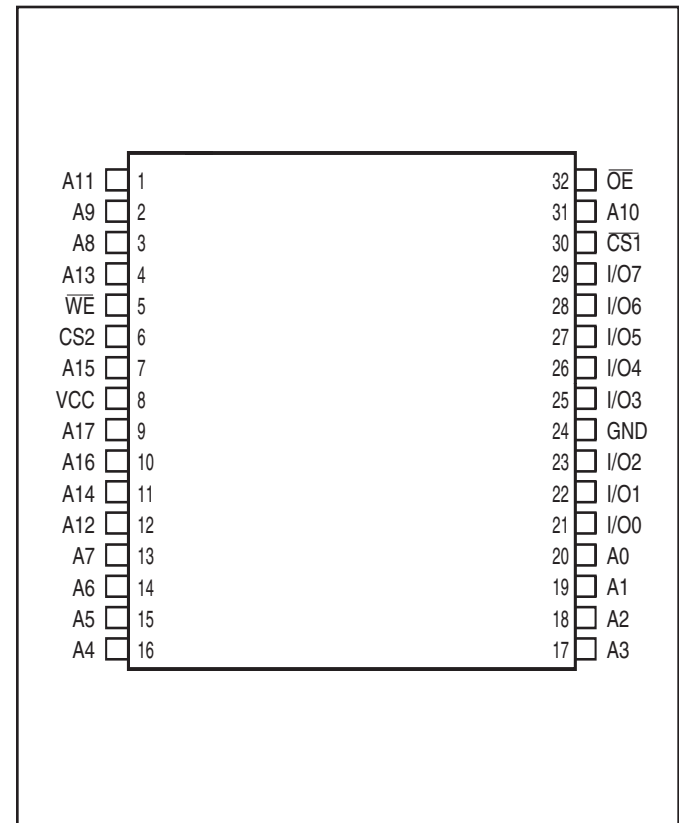 A11 1 32 O̅E̅
A9 2 31 A10
A8 3 30 C̅S̅1̅
A13 4 29 I/O7
W̅E̅ 5 28 I/O6
CS2 6 27 I/O5
A15 7 26 I/O4
VCC 8 25 I/O3
A17 9 24 GND
A16 10 23 I/O2
A14 11 22 I/O1
A12 12 21 I/O0
A7 13 20 A0
A6 14 19 A1
A5 15 18 A2
A4 16 17 A3